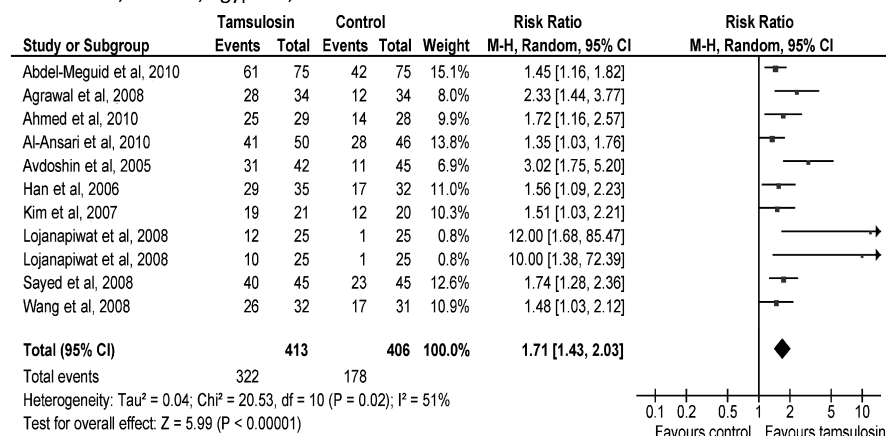 Tamsulosin Control Risk Ratio Risk Ratio
Study or Subgroup Events Total Events Total Weight M-H, Random, 95% CI M-H, Random, 95% CI
Abdel-Meguid et al, 2010 61 75 42 75 15.1% 1.45 [1.16, 1.82]
Agrawal et al, 2008 28 34 12 34 8.0% 2.33 [1.44, 3.77]
Ahmed et al, 2010 25 29 14 28 9.9% 1.72 [1.16, 2.57]
Al-Ansari et al, 2010 41 50 28 46 13.8% 1.35 [1.03, 1.76]
Avdoshin et al, 2005 31 42 11 45 6.9% 3.02 [1.75, 5.20]
Han et al, 2006 29 35 17 32 11.0% 1.56 [1.09, 2.23]
Kim et al, 2007 19 21 12 20 10.3% 1.51 [1.03, 2.21]
Lojanapiwat et al, 2008 12 25 1 25 0.8% 12.00 [1.68, 85.47]
Lojanapiwat et al, 2008 10 25 1 25 0.8% 10.00 [1.38, 72.39]
Sayed et al, 2008 40 45 23 45 12.6% 1.74 [1.28, 2.36]
Wang et al, 2008 26 32 17 31 10.9% 1.48 [1.03, 2.12]
Total (95% CI) 413 406 100.0% 1.71 [1.43, 2.03]
Total events 322 178
Heterogeneity: Tau² = 0.04; Chi² = 20.53, df = 10 (P = 0.02); I² = 51%
Test for overall effect: Z = 5.99 (P < 0.00001)
0.1 0.2 0.5 1 2 5 10
Favours control Favours tamsulosin